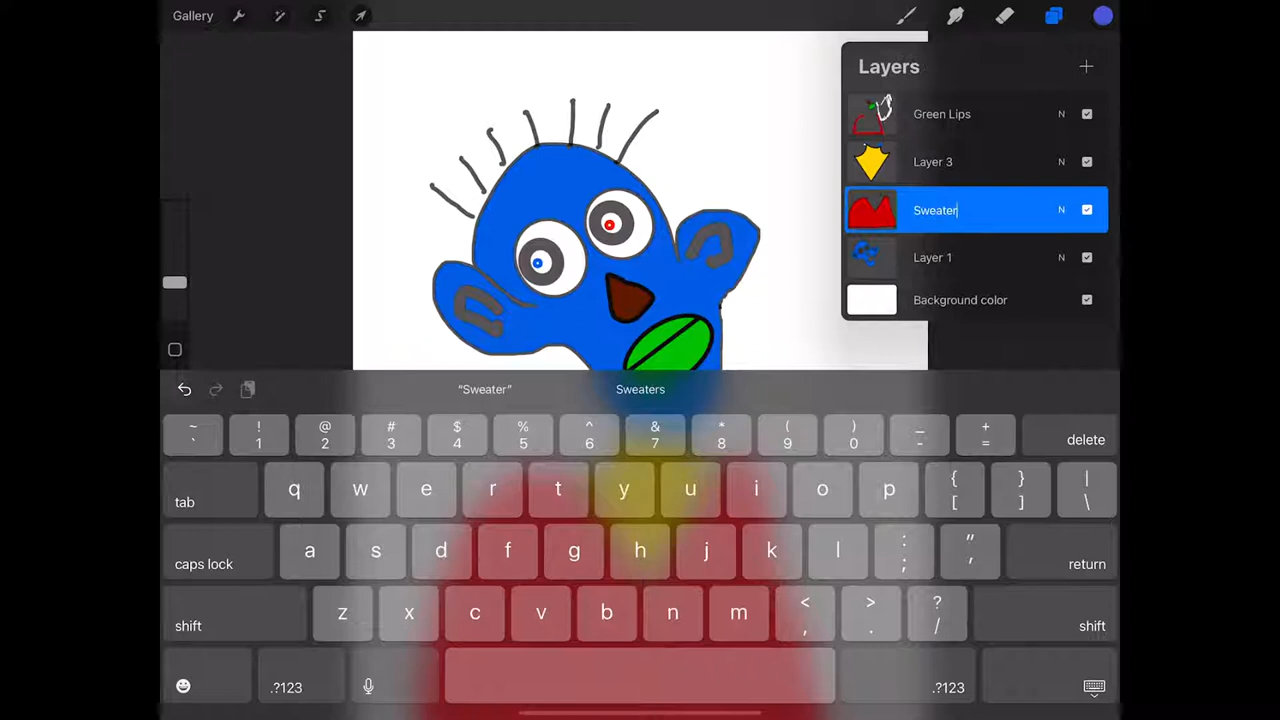 Gallery
Layers
Green Lips N
Layer 3 N
Sweater N
Layer 1 N
Background color
“Sweater” Sweaters
~ ! @ # $ % ^ & * ( ) _ +
` 1 2 3 4 5 6 7 8 9 0 - = delete
tab q w e r t y u i o p { [ } ] | \
caps lock a s d f g h j k l : ; " ' return
shift z x c v b n m < , > . ? / shift
.?123 .?123